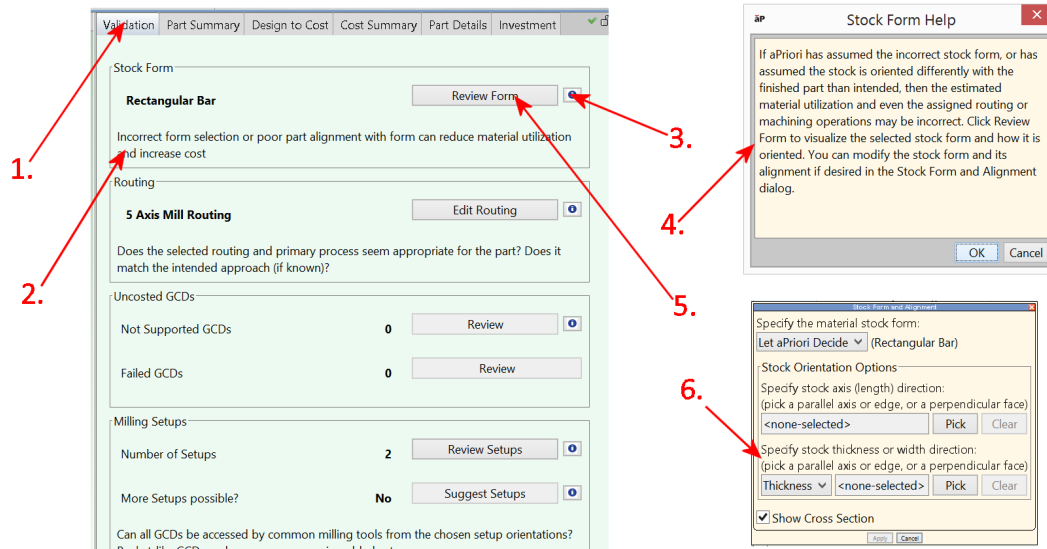 Validation Part Summary Design to Cost Cost Summary Part Details Investment
Stock Form
Rectangular Bar Review Form
Incorrect form selection or poor part alignment with form can reduce material utilization
and increase cost
Routing
5 Axis Mill Routing Edit Routing
Does the selected routing and primary process seem appropriate for the part? Does it
match the intended approach (if known)?
Uncosted GCDs
Not Supported GCDs 0 Review
Failed GCDs 0 Review
Milling Setups
Number of Setups 2 Review Setups
More Setups possible? No Suggest Setups
Can all GCDs be accessed by common milling tools from the chosen setup orientations?
1.
2.
3.
4.
5.
6.
aP Stock Form Help
If aPriori has assumed the incorrect stock form, or has
assumed the stock is oriented differently with the
finished part than intended, then the estimated
material utilization and even the assigned routing or
machining operations may be incorrect. Click Review
Form to visualize the selected stock form and how it is
oriented. You can modify the stock form and its
alignment if desired in the Stock Form and Alignment
dialog.
OK Cancel
Stock Form and Alignment
Specify the material stock form:
Let aPriori Decide (Rectangular Bar)
Stock Orientation Options
Specify stock axis (length) direction:
(pick a parallel axis or edge, or a perpendicular face)
<none-selected> Pick Clear
Specify stock thickness or width direction:
(pick a parallel axis or edge, or a perpendicular face)
Thickness <none-selected> Pick Clear
Show Cross Section
Apply Cancel